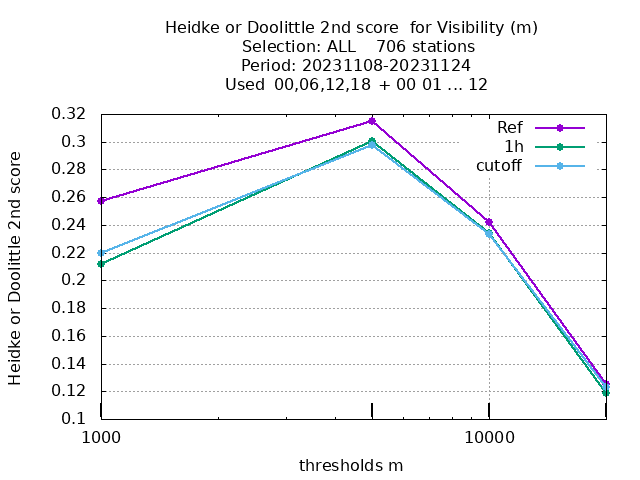 Heidke or Doolittle 2nd score  for Visibility (m)
Selection: ALL    706 stations
Period: 20231108-20231124
Used  00,06,12,18  + 00 01 ... 12
Heidke or Doolittle 2nd score
0.32
0.3
0.28
0.26
0.24
0.22
0.2
0.18
0.16
0.14
0.12
0.1
Ref
1h
cutoff
1000
10000
thresholds m